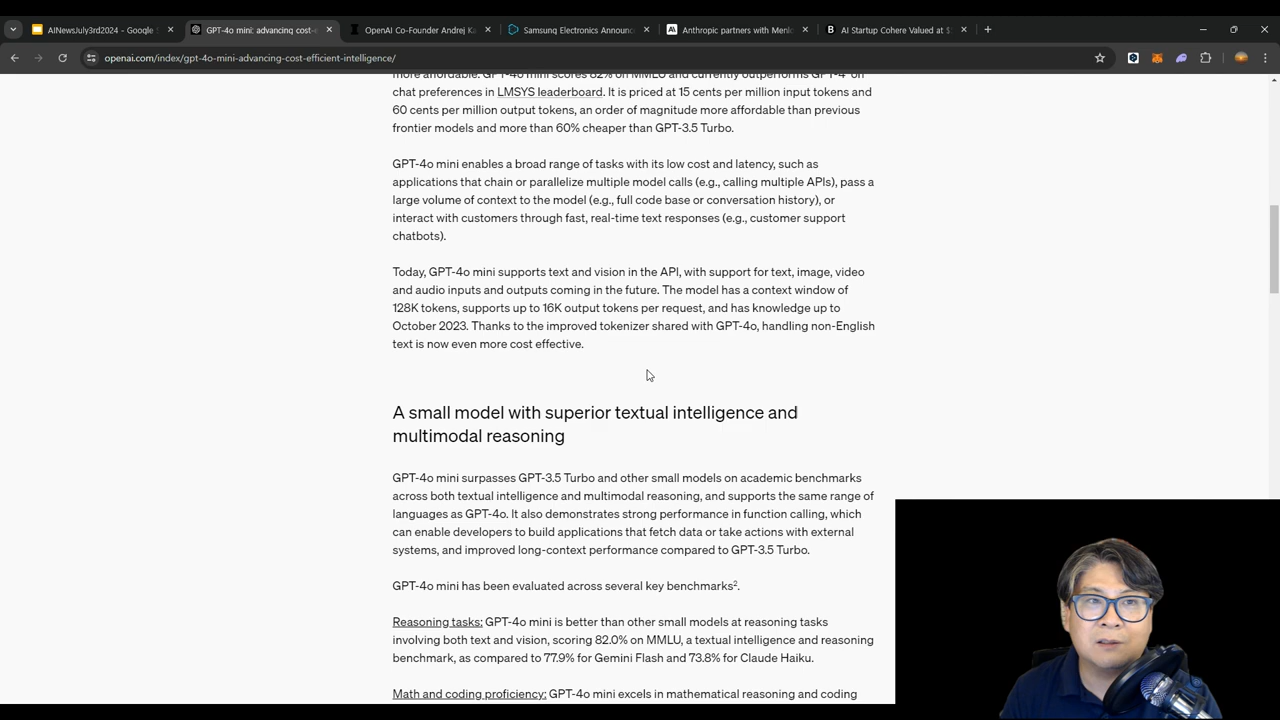 AINewsJuly3rd2024 - Google S
GPT-4o mini: advancing cost-e
OpenAI Co-Founder Andrej Ka
Samsung Electronics Announc
Anthropic partners with Menlo
AI Startup Cohere Valued at $
openai.com/index/gpt-4o-mini-advancing-cost-efficient-intelligence/
more affordable. GPT-4o mini scores 82% on MMLU and currently outperforms GPT-4¹ on
chat preferences in LMSYS leaderboard. It is priced at 15 cents per million input tokens and
60 cents per million output tokens, an order of magnitude more affordable than previous
frontier models and more than 60% cheaper than GPT-3.5 Turbo.
GPT-4o mini enables a broad range of tasks with its low cost and latency, such as
applications that chain or parallelize multiple model calls (e.g., calling multiple APIs), pass a
large volume of context to the model (e.g., full code base or conversation history), or
interact with customers through fast, real-time text responses (e.g., customer support
chatbots).
Today, GPT-4o mini supports text and vision in the API, with support for text, image, video
and audio inputs and outputs coming in the future. The model has a context window of
128K tokens, supports up to 16K output tokens per request, and has knowledge up to
October 2023. Thanks to the improved tokenizer shared with GPT-4o, handling non-English
text is now even more cost effective.
A small model with superior textual intelligence and
multimodal reasoning
GPT-4o mini surpasses GPT-3.5 Turbo and other small models on academic benchmarks
across both textual intelligence and multimodal reasoning, and supports the same range of
languages as GPT-4o. It also demonstrates strong performance in function calling, which
can enable developers to build applications that fetch data or take actions with external
systems, and improved long-context performance compared to GPT-3.5 Turbo.
GPT-4o mini has been evaluated across several key benchmarks².
Reasoning tasks: GPT-4o mini is better than other small models at reasoning tasks
involving both text and vision, scoring 82.0% on MMLU, a textual intelligence and reasoning
benchmark, as compared to 77.9% for Gemini Flash and 73.8% for Claude Haiku.
Math and coding proficiency: GPT-4o mini excels in mathematical reasoning and coding